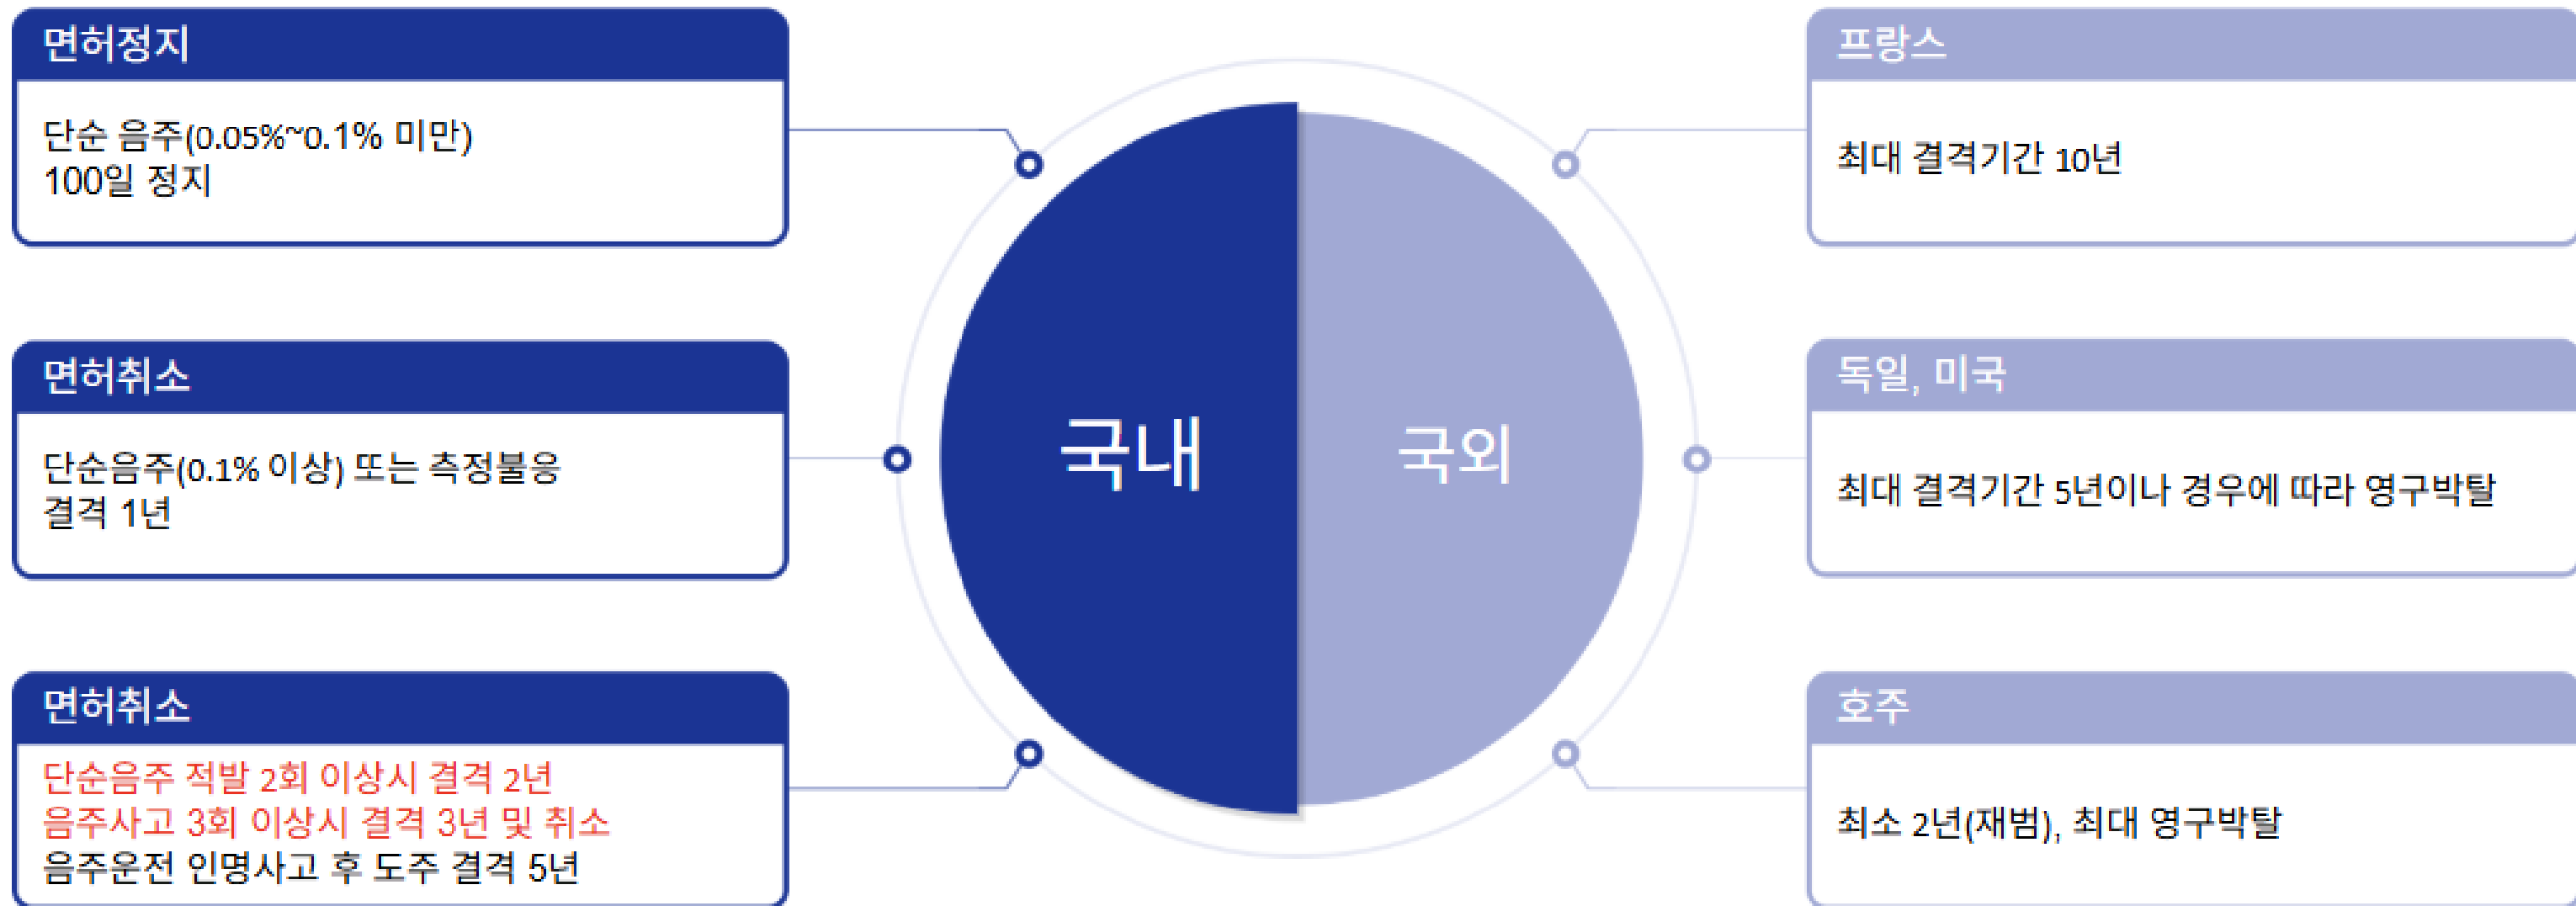 면허정지
단순 음주(0.05%~0.1% 미만)
100일 정지
면허취소
단순음주(0.1% 이상) 또는 측정불응
결격 1년
면허취소
단순음주 적발 2회 이상시 결격 2년
음주사고 3회 이상시 결격 3년 및 취소
음주운전 인명사고 후 도주 결격 5년
국내
국외
프랑스
최대 결격기간 10년
독일, 미국
최대 결격기간 5년이나 경우에 따라 영구박탈
호주
최소 2년(재범), 최대 영구박탈